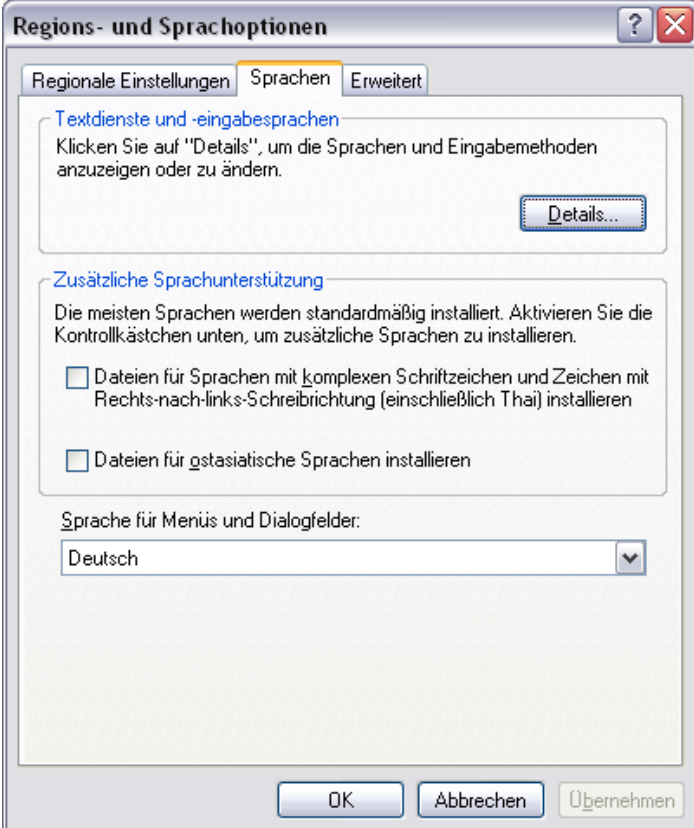 Regions- und Sprachoptionen
Regionale Einstellungen Sprachen Erweitert
Textdienste und -eingabesprachen
Klicken Sie auf "Details", um die Sprachen und Eingabemethoden
anzuzeigen oder zu ändern.
Details...
Zusätzliche Sprachunterstützung
Die meisten Sprachen werden standardmäßig installiert. Aktivieren Sie die
Kontrollkästchen unten, um zusätzliche Sprachen zu installieren.
Dateien für Sprachen mit komplexen Schriftzeichen und Zeichen mit
Rechts-nach-links-Schreibrichtung (einschließlich Thai) installieren
Dateien für ostasiatische Sprachen installieren
Sprache für Menüs und Dialogfelder:
Deutsch
OK Abbrechen Übernehmen